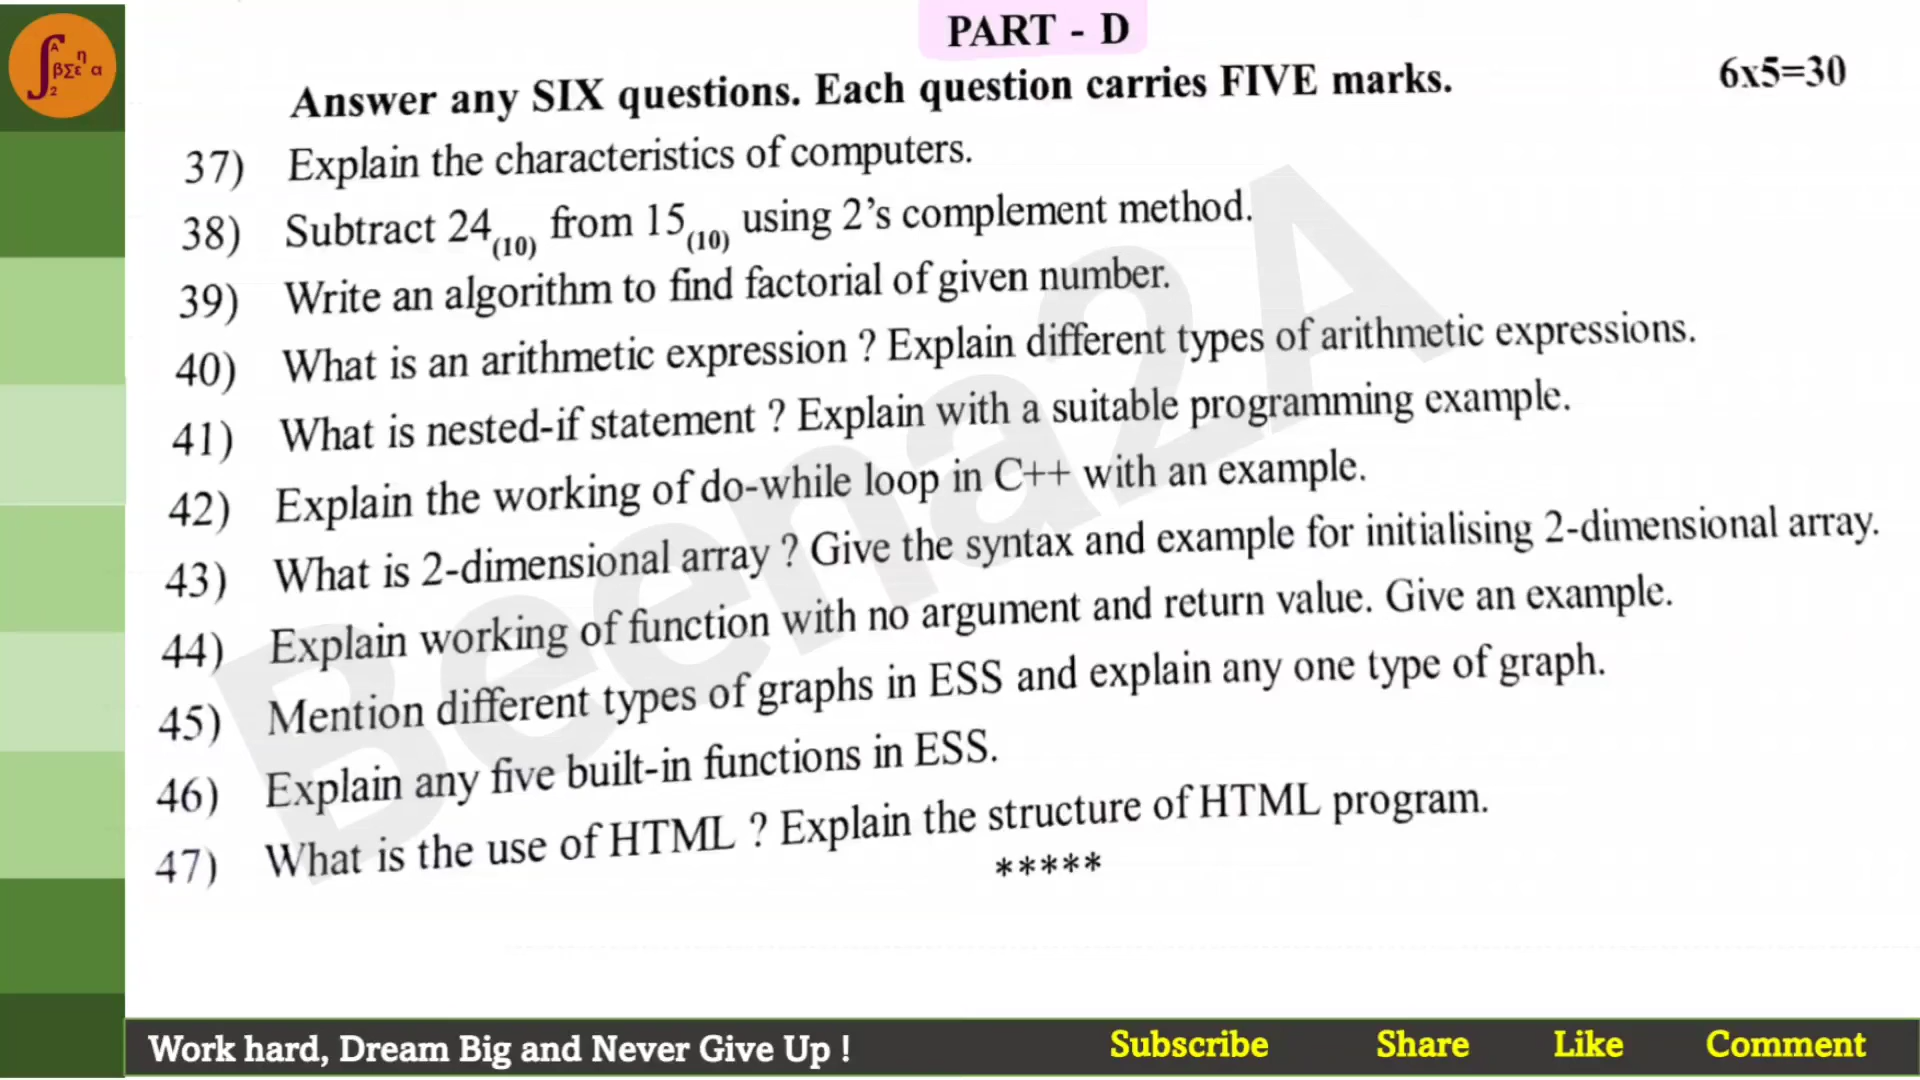 PART - D
Answer any SIX questions. Each question carries FIVE marks. 6x5=30
37) Explain the characteristics of computers.
38) Subtract 24(10) from 15(10) using 2's complement method.
39) Write an algorithm to find factorial of given number.
40) What is an arithmetic expression ? Explain different types of arithmetic expressions.
41) What is nested-if statement ? Explain with a suitable programming example.
42) Explain the working of do-while loop in C++ with an example.
43) What is 2-dimensional array ? Give the syntax and example for initialising 2-dimensional array.
44) Explain working of function with no argument and return value. Give an example.
45) Mention different types of graphs in ESS and explain any one type of graph.
46) Explain any five built-in functions in ESS.
47) What is the use of HTML ? Explain the structure of HTML program.
*****
Beena2A
Work hard, Dream Big and Never Give Up ! Subscribe Share Like Comment